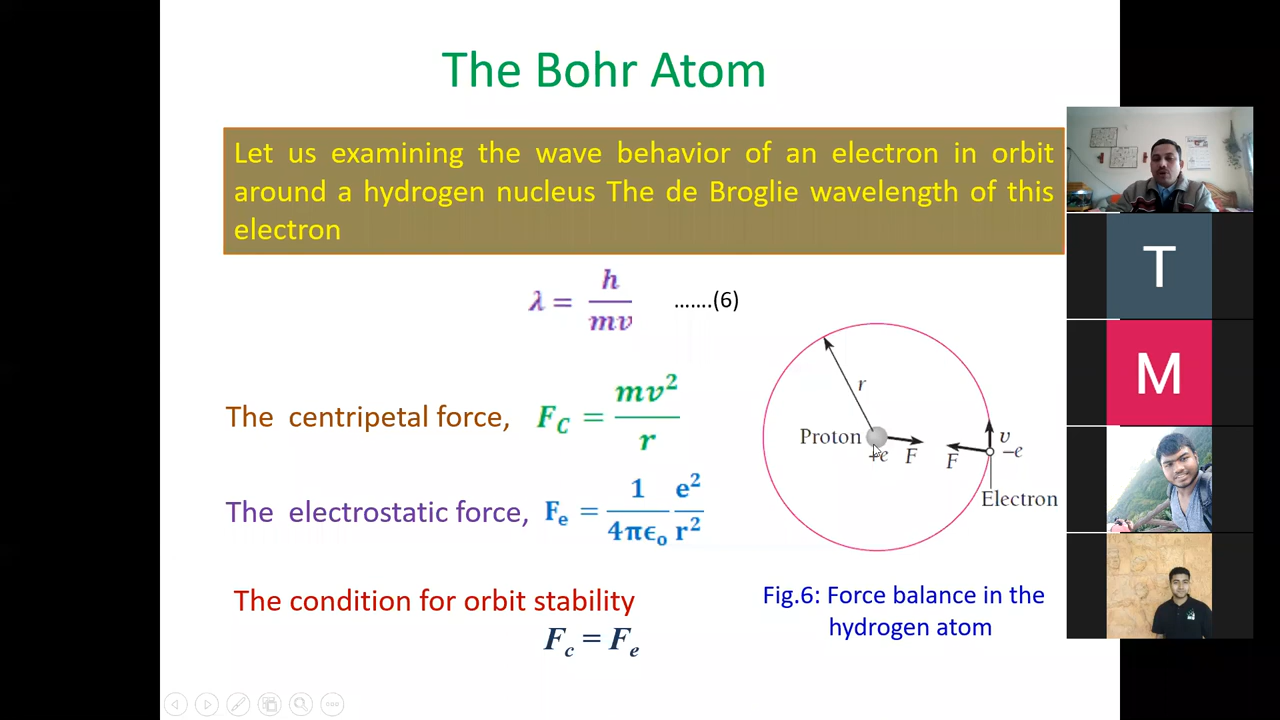 The Bohr Atom
Let us examining the wave behavior of an electron in orbit
around a hydrogen nucleus The de Broglie wavelength of this
electron
λ = h/mv …….(6)
The centripetal force, F_C = mv²/r
The electrostatic force, F_e = 1/4πϵ₀ e²/r²
The condition for orbit stability
F_c = F_e
r
Proton
+e
F
F
υ
–e
Electron
Fig.6: Force balance in the
hydrogen atom
T
M